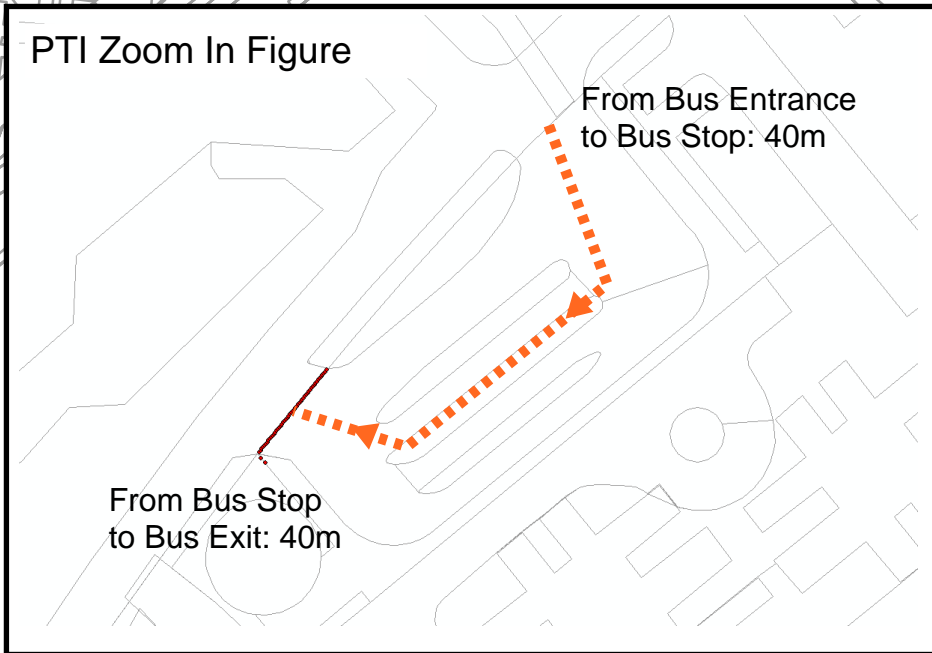 PTI Zoom In Figure
From Bus Entrance
to Bus Stop: 40m
From Bus Stop
to Bus Exit: 40m